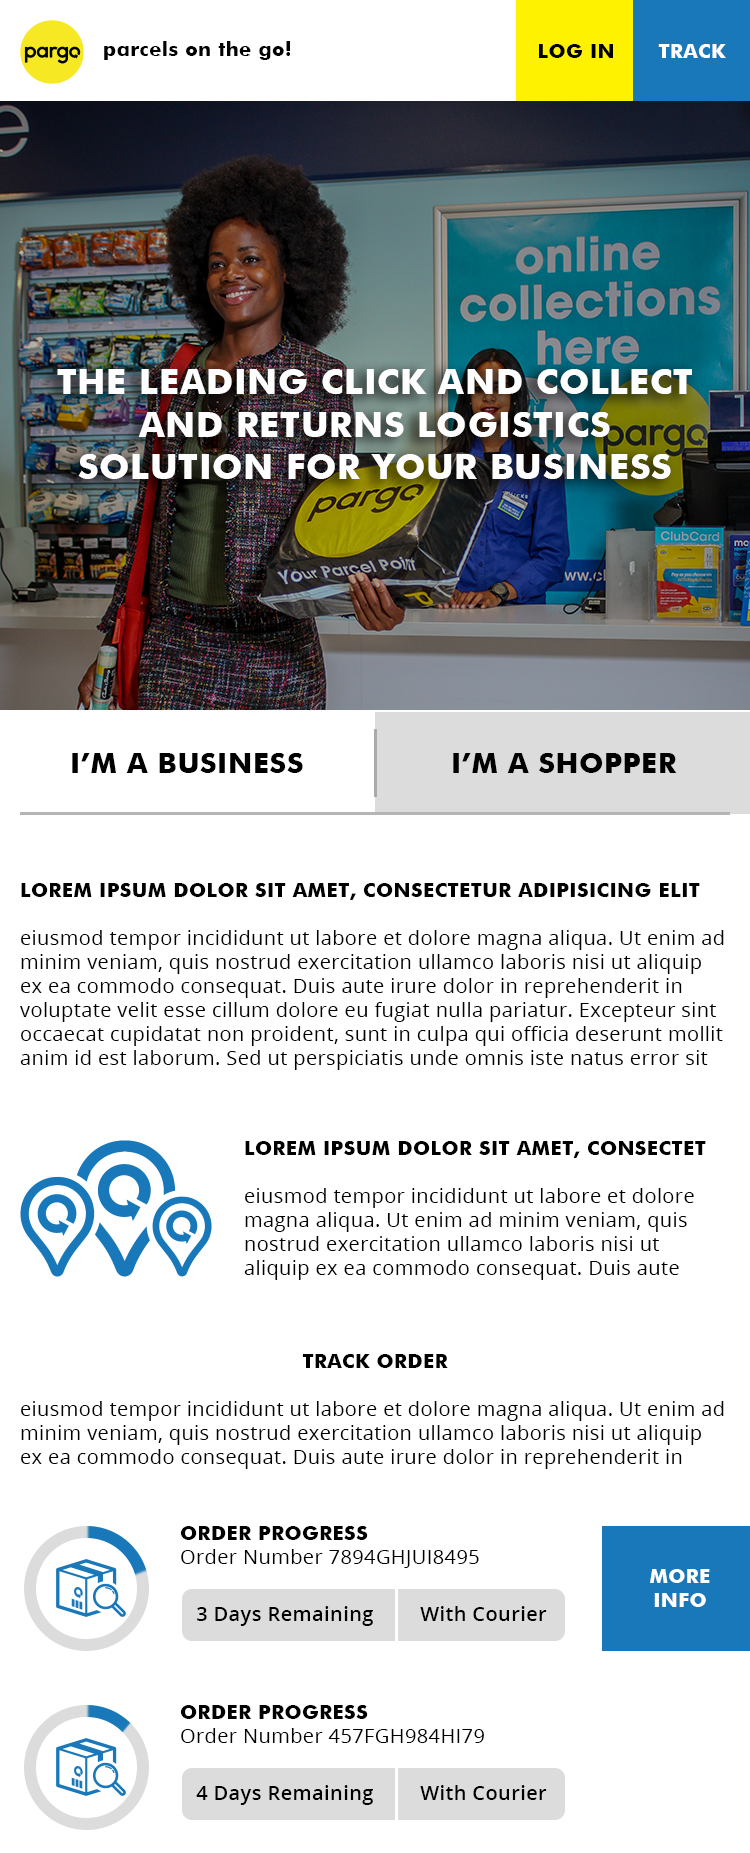 pargo
parcels on the go!
LOG IN
TRACK
e
online
collections
here
THE LEADING CLICK AND COLLECT
AND RETURNS LOGISTICS
SOLUTION FOR YOUR BUSINESS
pargo
pargo
Your Parcel Point
ClubCard
I'M A BUSINESS
I'M A SHOPPER
LOREM IPSUM DOLOR SIT AMET, CONSECTETUR ADIPISICING ELIT
eiusmod tempor incididunt ut labore et dolore magna aliqua. Ut enim ad
minim veniam, quis nostrud exercitation ullamco laboris nisi ut aliquip
ex ea commodo consequat. Duis aute irure dolor in reprehenderit in
voluptate velit esse cillum dolore eu fugiat nulla pariatur. Excepteur sint
occaecat cupidatat non proident, sunt in culpa qui officia deserunt mollit
anim id est laborum. Sed ut perspiciatis unde omnis iste natus error sit
LOREM IPSUM DOLOR SIT AMET, CONSECTET
eiusmod tempor incididunt ut labore et dolore
magna aliqua. Ut enim ad minim veniam, quis
nostrud exercitation ullamco laboris nisi ut
aliquip ex ea commodo consequat. Duis aute
TRACK ORDER
eiusmod tempor incididunt ut labore et dolore magna aliqua. Ut enim ad
minim veniam, quis nostrud exercitation ullamco laboris nisi ut aliquip
ex ea commodo consequat. Duis aute irure dolor in reprehenderit in
ORDER PROGRESS
Order Number 7894GHJUI8495
3 Days Remaining
With Courier
MORE
INFO
ORDER PROGRESS
Order Number 457FGH984HI79
4 Days Remaining
With Courier